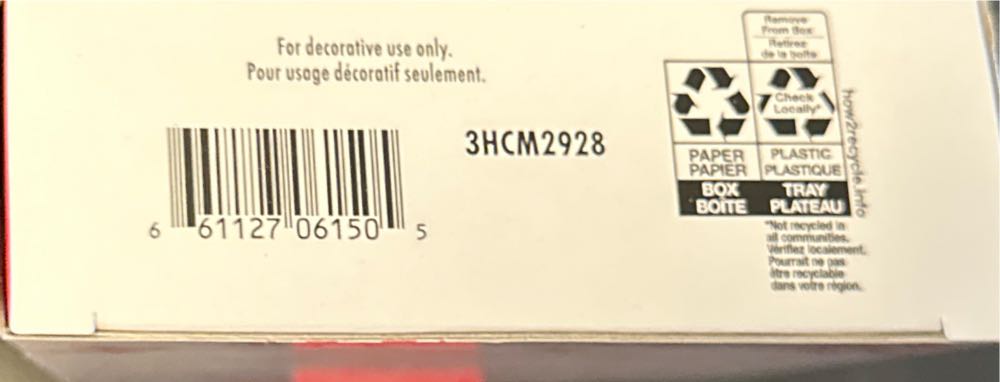 For decorative use only.
Pour usage décoratif seulement.
6 61127 06150 5
3HCM2928
Remove
From Box
Retirez
de la boîte
Check
Locally*
PAPER
PAPIER
BOX
BOÎTE
PLASTIC
PLASTIQUE
TRAY
PLATEAU
how2recycle.info
*Not recycled in
all communities.
Vérifiez localement.
Pourrait ne pas
être recyclable
dans votre région.